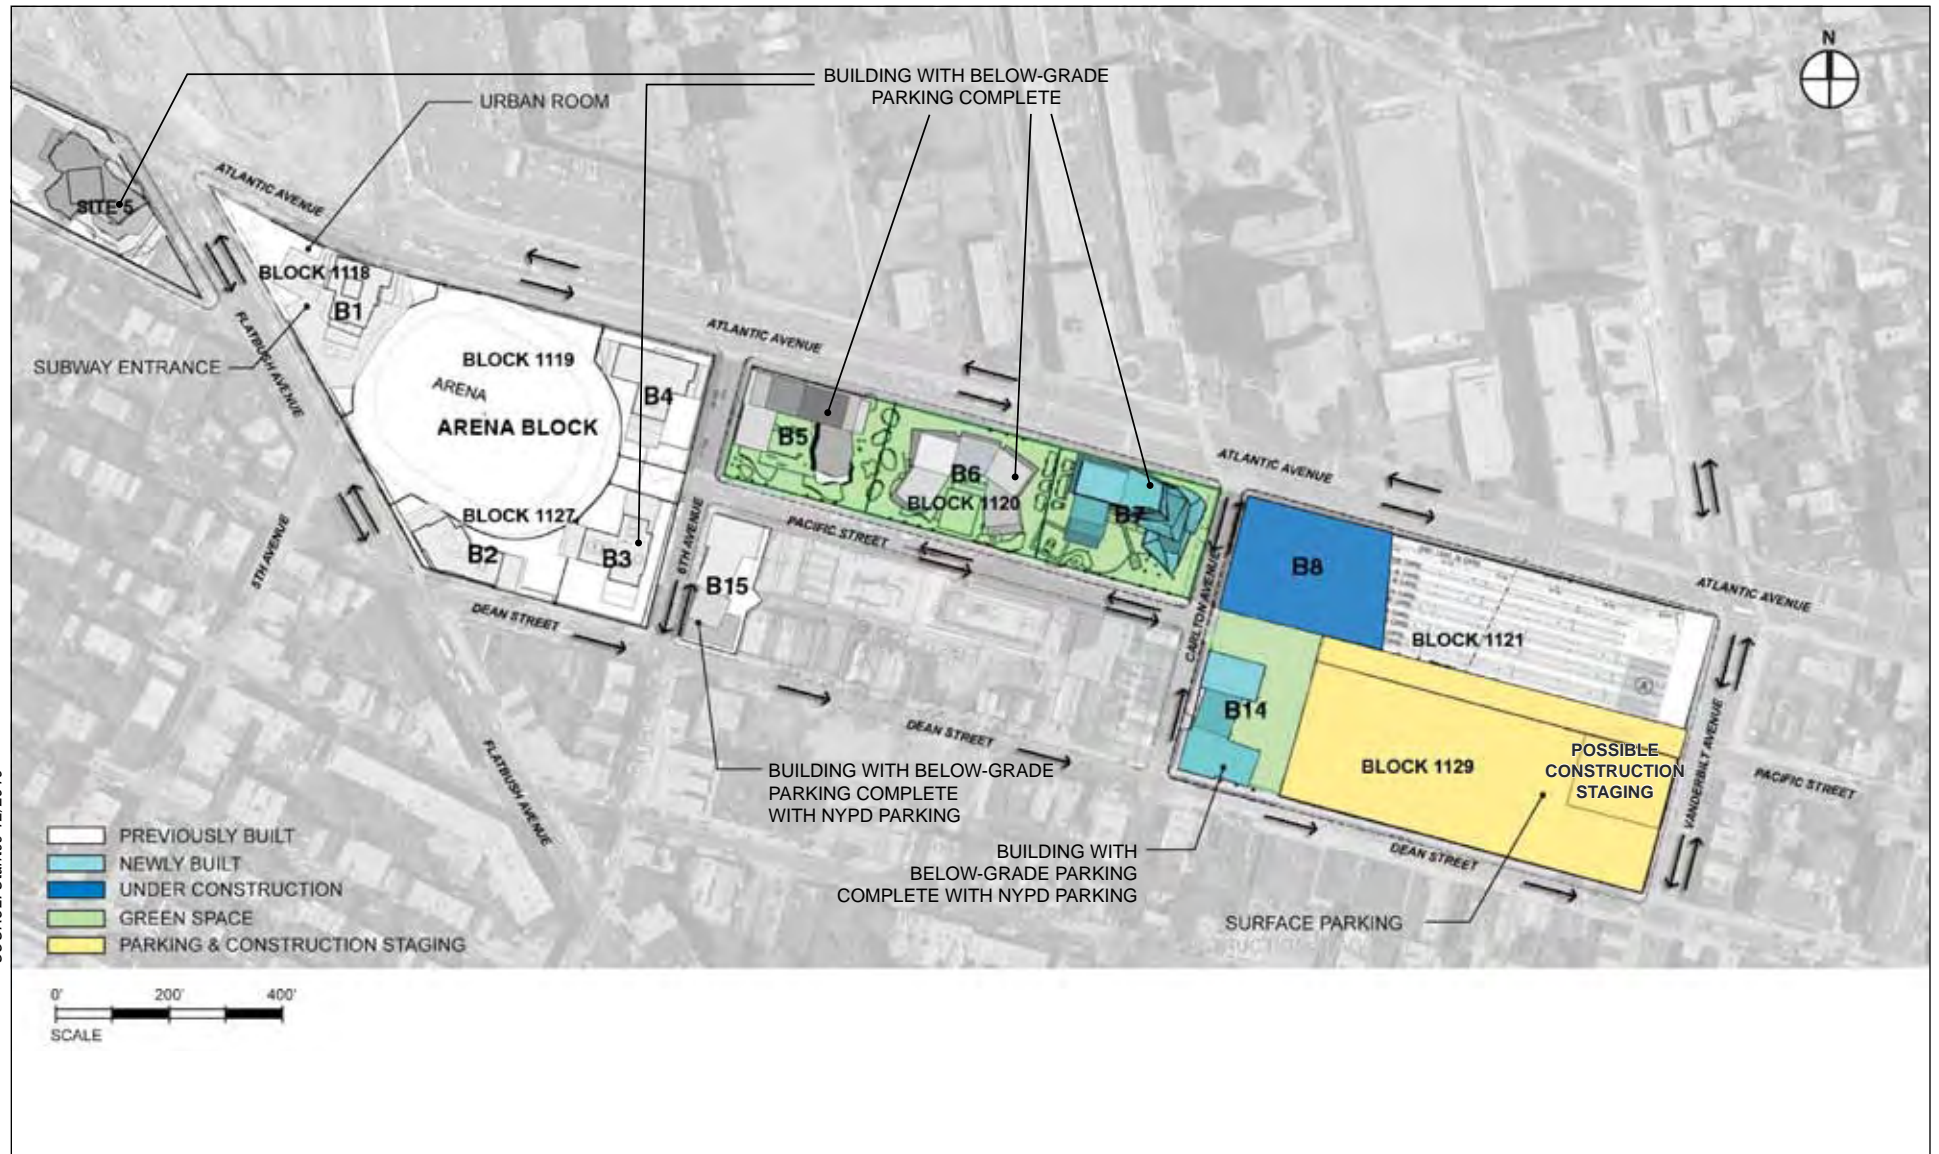 N
BUILDING WITH BELOW-GRADE
PARKING COMPLETE
URBAN ROOM
ATLANTIC AVENUE
SITE 5
BLOCK 1118
B1
SUBWAY ENTRANCE
FLATBUSH AVENUE
BLOCK 1119
ARENA
ARENA BLOCK
B4
ATLANTIC AVENUE
B5
B6
BLOCK 1120
B7
ATLANTIC AVENUE
BLOCK 1127
B2
B3
6TH AVENUE
5TH AVENUE
PACIFIC STREET
B15
DEAN STREET
CARLTON AVENUE
B8
BLOCK 1121
A
ATLANTIC AVENUE
B14
DEAN STREET
FLATBUSH AVENUE
BLOCK 1129
POSSIBLE
CONSTRUCTION
STAGING
VANDERBILT AVENUE
PACIFIC STREET
BUILDING WITH BELOW-GRADE
PARKING COMPLETE
WITH NYPD PARKING
BUILDING WITH
BELOW-GRADE PARKING
COMPLETE WITH NYPD PARKING
DEAN STREET
SURFACE PARKING
PREVIOUSLY BUILT
NEWLY BUILT
UNDER CONSTRUCTION
GREEN SPACE
PARKING & CONSTRUCTION STAGING
0' 200' 400'
SCALE